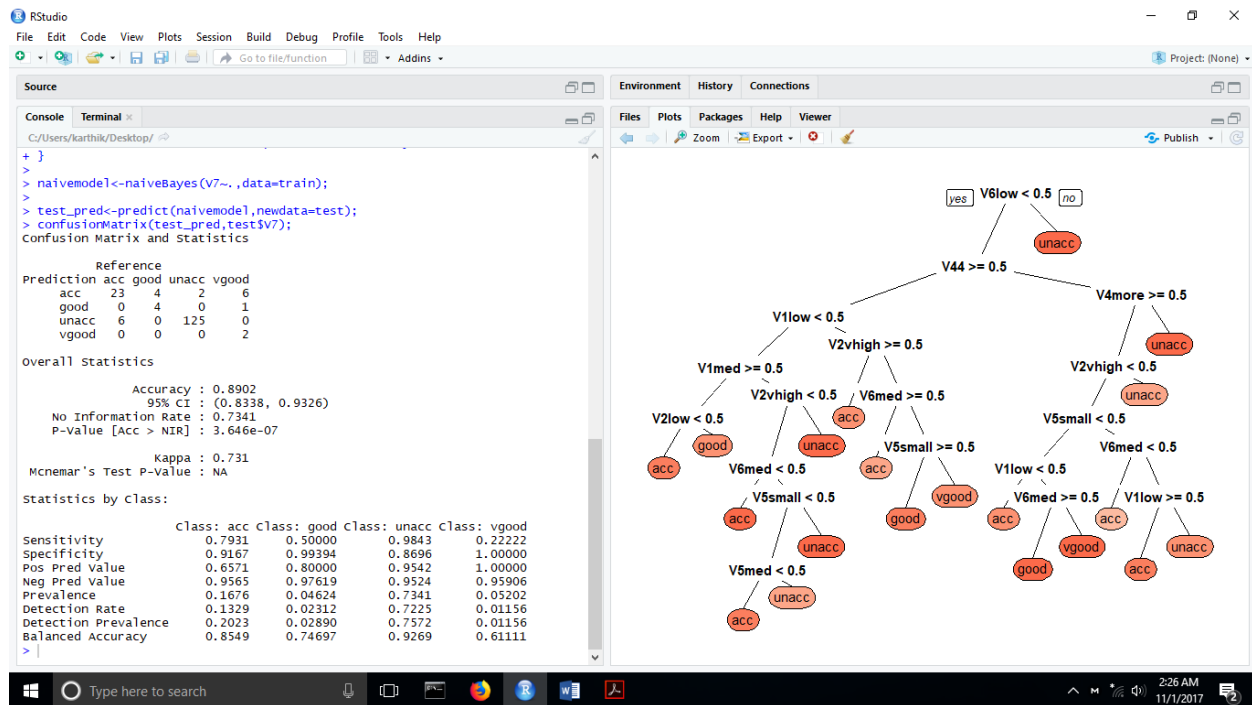 RStudio
File Edit Code View Plots Session Build Debug Profile Tools Help
Go to file/function Addins Project: (None)
Source
Console Terminal
C:/Users/karthik/Desktop/
+ }
>
> naivemodel<-naiveBayes(V7~.,data=train);
>
> test_pred<-predict(naivemodel,newdata=test);
> confusionMatrix(test_pred,test$V7);
Confusion Matrix and Statistics
Reference
Prediction acc good unacc vgood
acc 23 4 2 6
good 0 4 0 1
unacc 6 0 125 0
vgood 0 0 0 2
Overall Statistics
Accuracy : 0.8902
95% CI : (0.8338, 0.9326)
No Information Rate : 0.7341
P-Value [Acc > NIR] : 3.646e-07
Kappa : 0.731
Mcnemar's Test P-Value : NA
Statistics by Class:
Class: acc Class: good Class: unacc Class: vgood
Sensitivity 0.7931 0.50000 0.9843 0.22222
Specificity 0.9167 0.99394 0.8696 1.00000
Pos Pred Value 0.6571 0.80000 0.9542 1.00000
Neg Pred Value 0.9565 0.97619 0.9524 0.95906
Prevalence 0.1676 0.04624 0.7341 0.05202
Detection Rate 0.1329 0.02312 0.7225 0.01156
Detection Prevalence 0.2023 0.02890 0.7572 0.01156
Balanced Accuracy 0.8549 0.74697 0.9269 0.61111
>
Environment History Connections
Files Plots Packages Help Viewer
Zoom Export Publish
yes V6low < 0.5 no
unacc
V44 >= 0.5
V4more >= 0.5
V1low < 0.5
V2vhigh >= 0.5 unacc
V1med >= 0.5 V2vhigh < 0.5
V2vhigh < 0.5 V6med >= 0.5 unacc
V2low < 0.5 acc V5small < 0.5
good unacc V5small >= 0.5 V6med < 0.5
acc V6med < 0.5 acc V1low < 0.5
V5small < 0.5 vgood V6med >= 0.5 V1low >= 0.5
acc good acc acc
unacc vgood unacc
V5med < 0.5 good acc
unacc
acc
Type here to search
2:26 AM
11/1/2017
2